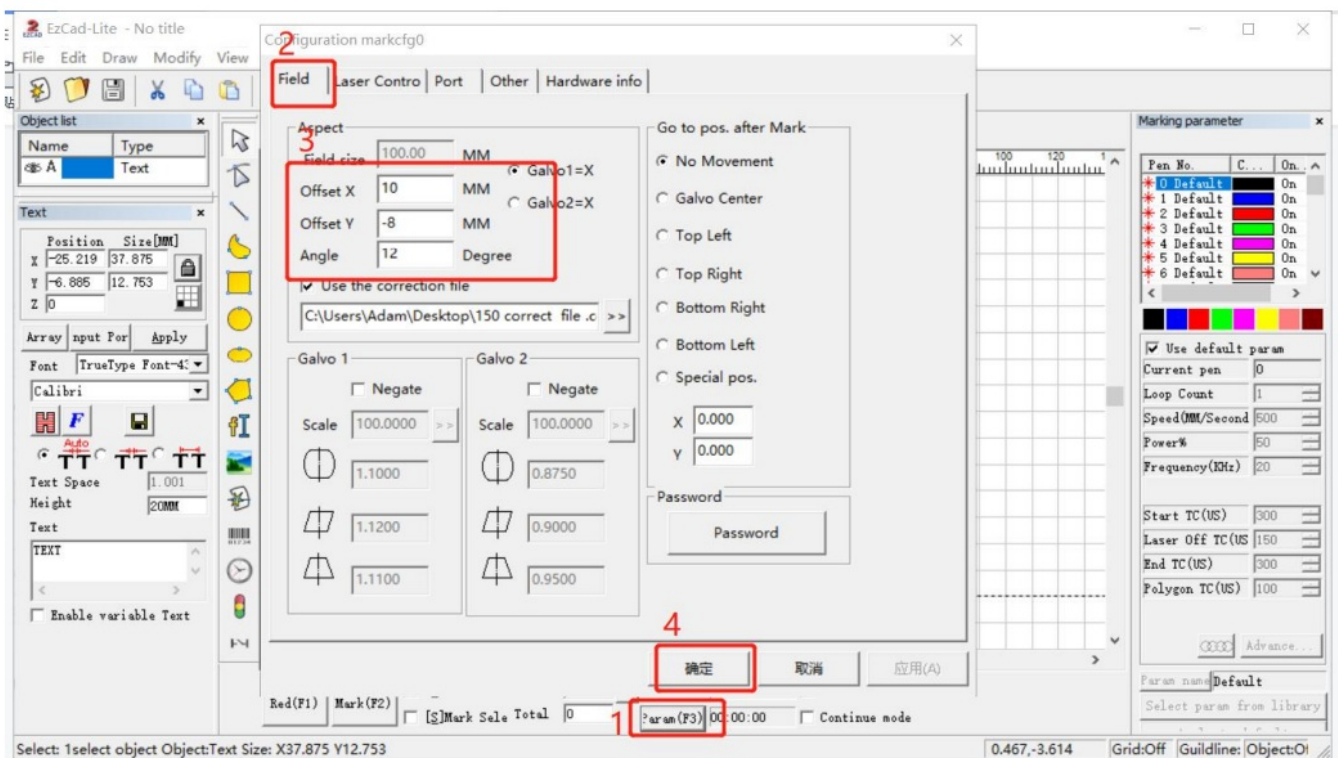 EzCad-Lite - No title
File Edit Draw Modify View
Object list
Name Type
A Text
Text
Position Size[MM]
X -25.219 37.875
Y -6.885 12.753
Z 0
Array nput For Apply
Font TrueType Font-4
Calibri
F
Auto
TT TT TT
Text Space 1.001
Height 20MM
Text
TEXT
Enable variable Text
Configuration markcfg0
2
Field Laser Contro Port Other Hardware info
Aspect
3
Field size 100.00 MM
Galvo1=X
Offset X 10 MM
Galvo2=X
Offset Y -8 MM
Angle 12 Degree
Use the correction file
C:\Users\Adam\Desktop\150 correct file .c >>
Galvo 1
Negate
Scale 100.0000 >>
1.1000
1.1200
1.1100
Galvo 2
Negate
Scale 100.0000 >>
0.8750
0.9000
0.9500
Go to pos. after Mark
No Movement
Galvo Center
Top Left
Top Right
Bottom Right
Bottom Left
Special pos.
X 0.000
Y 0.000
Password
Password
4
确定 取消 应用(A)
Red(F1) Mark(F2) [S]Mark Sele Total 0 1 Param(F3) 00:00:00 Continue mode
100 120
Marking parameter
Pen No. C... On..
0 Default On
1 Default On
2 Default On
3 Default On
4 Default On
5 Default On
6 Default On
Use default param
Current pen 0
Loop Count 1
Speed(MM/Second 500
Power% 50
Frequency(KHz) 20
Start TC(US) 300
Laser Off TC(US 150
End TC(US) 300
Polygon TC(US) 100
Advance...
Param name Default
Select param from library
Select: 1select object Object:Text Size: X37.875 Y12.753
0.467,-3.614 Grid:Off Guildline: Object:Of